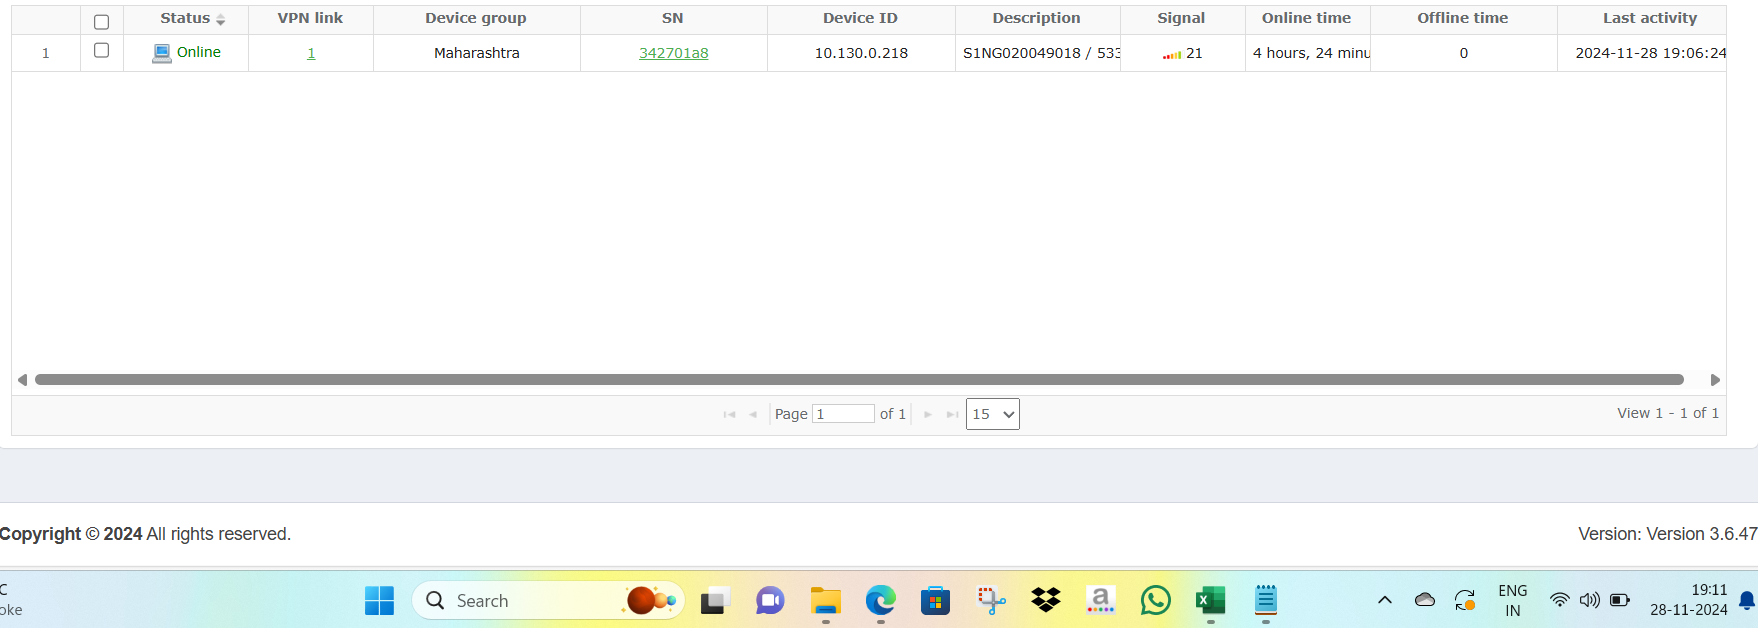 Status VPN link Device group SN Device ID Description Signal Online time Offline time Last activity
1 Online 1 Maharashtra 342701a8 10.130.0.218 S1NG020049018 / 533 21 4 hours, 24 minu 0 2024-11-28 19:06:24
Page 1 of 1 15 View 1 - 1 of 1
Copyright © 2024 All rights reserved. Version: Version 3.6.47
C
oke
Search
a
X
ENG
IN
19:11
28-11-2024